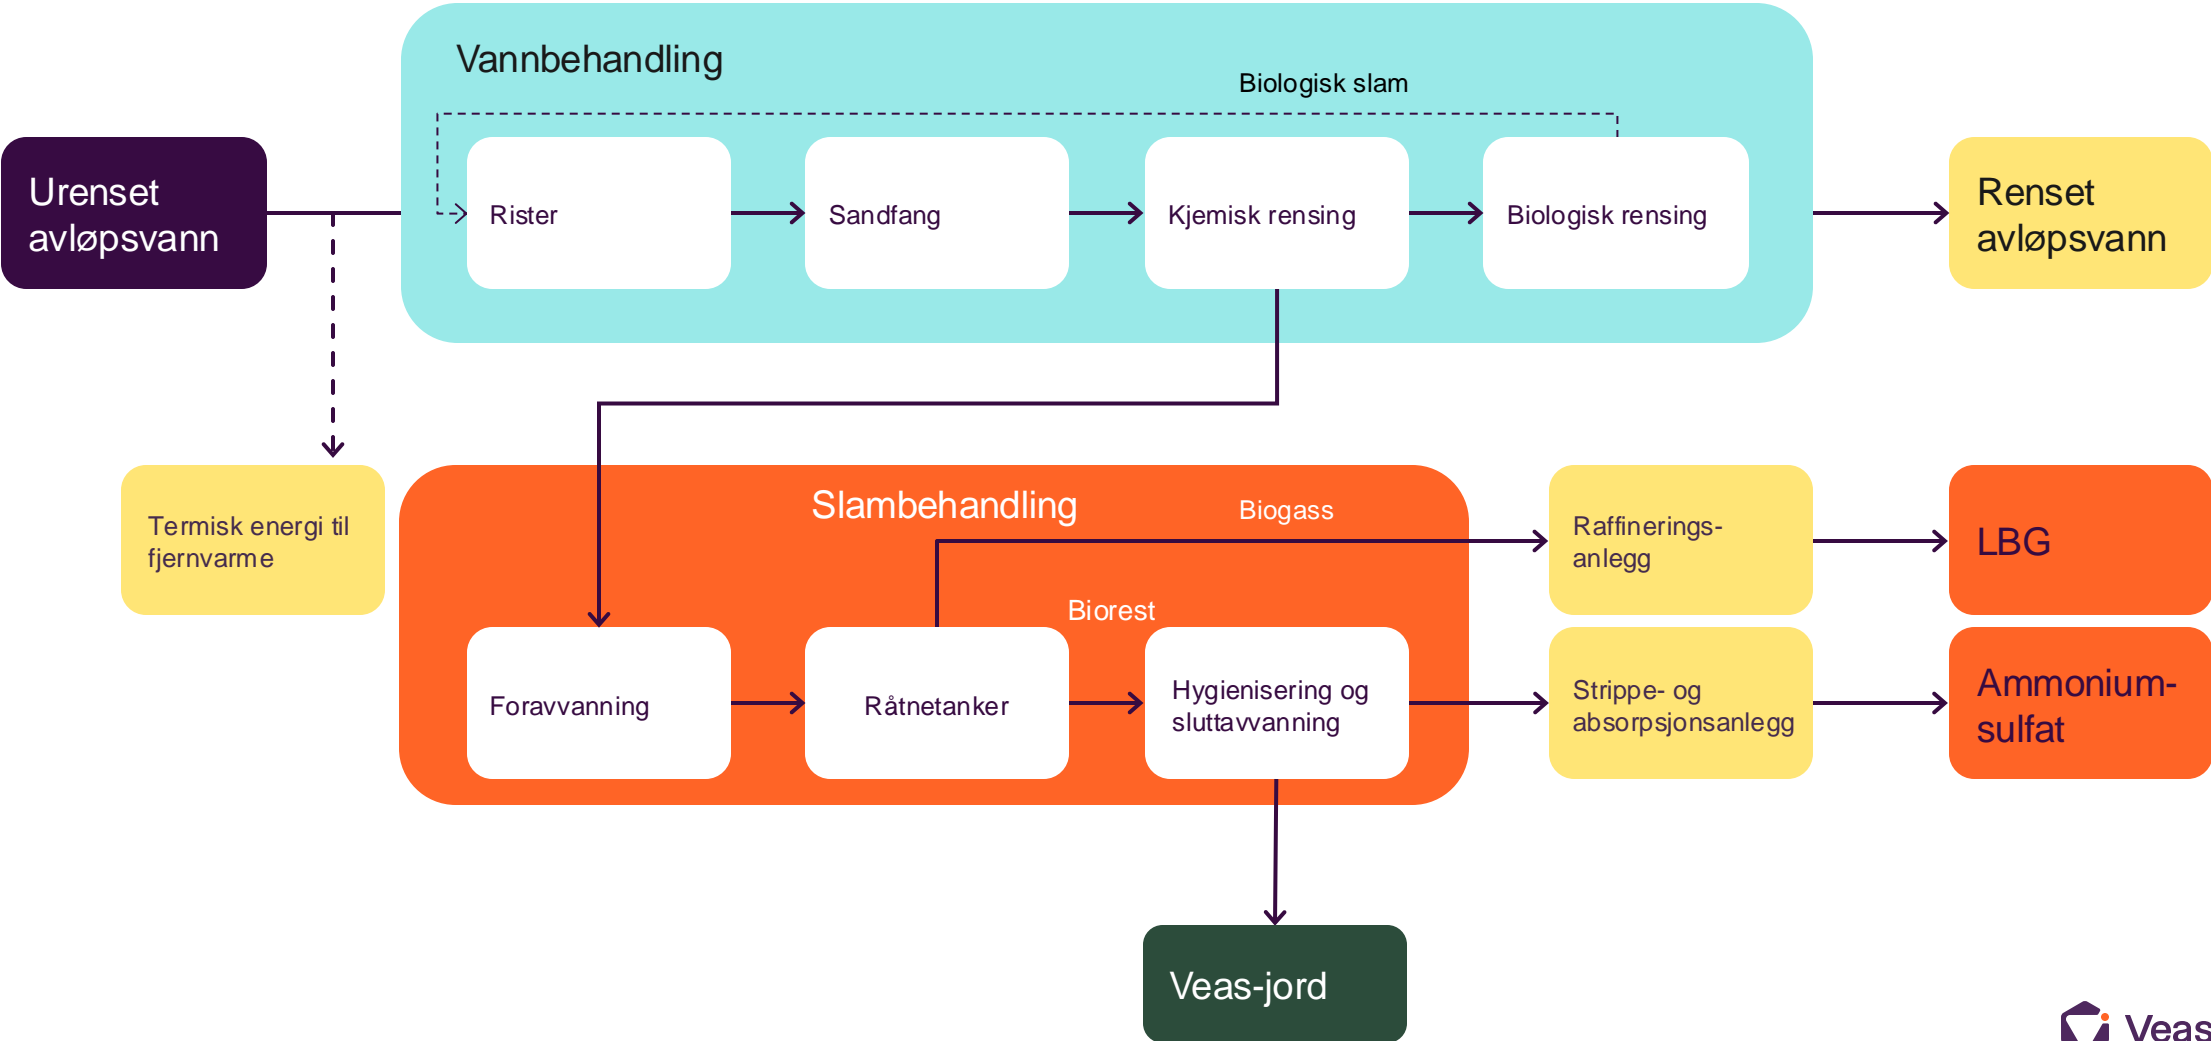 Vannbehandling
Biologisk slam
Urenset
avløpsvann
Rister
Sandfang
Kjemisk rensing
Biologisk rensing
Renset
avløpsvann
Termisk energi til
fjernvarme
Slambehandling
Biogass
Raffinerings-
anlegg
LBG
Biorest
Foravvanning
Råtnetanker
Hygienisering og
sluttavvanning
Strippe- og
absorpsjonsanlegg
Ammonium-
sulfat
Veas-jord
Veas